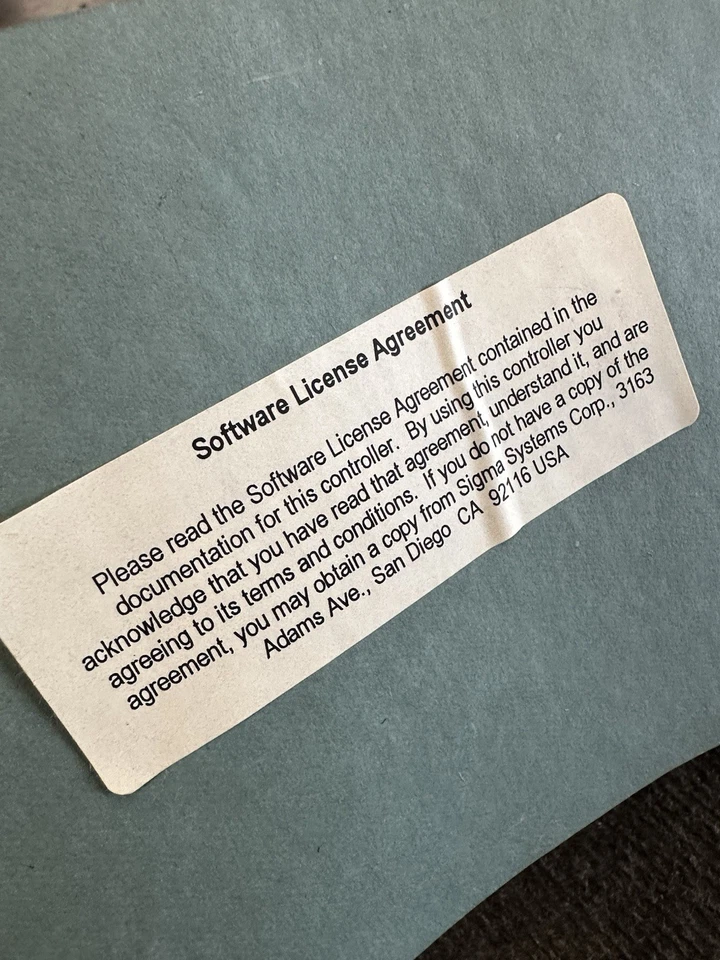 Software License Agreement
Please read the Software License Agreement contained in the
documentation for this controller. By using this controller you
acknowledge that you have read that agreement, understand it, and are
agreeing to its terms and conditions. If you do not have a copy of the
agreement, you may obtain a copy from Sigma Systems Corp., 3163
Adams Ave., San Diego CA 92116 USA